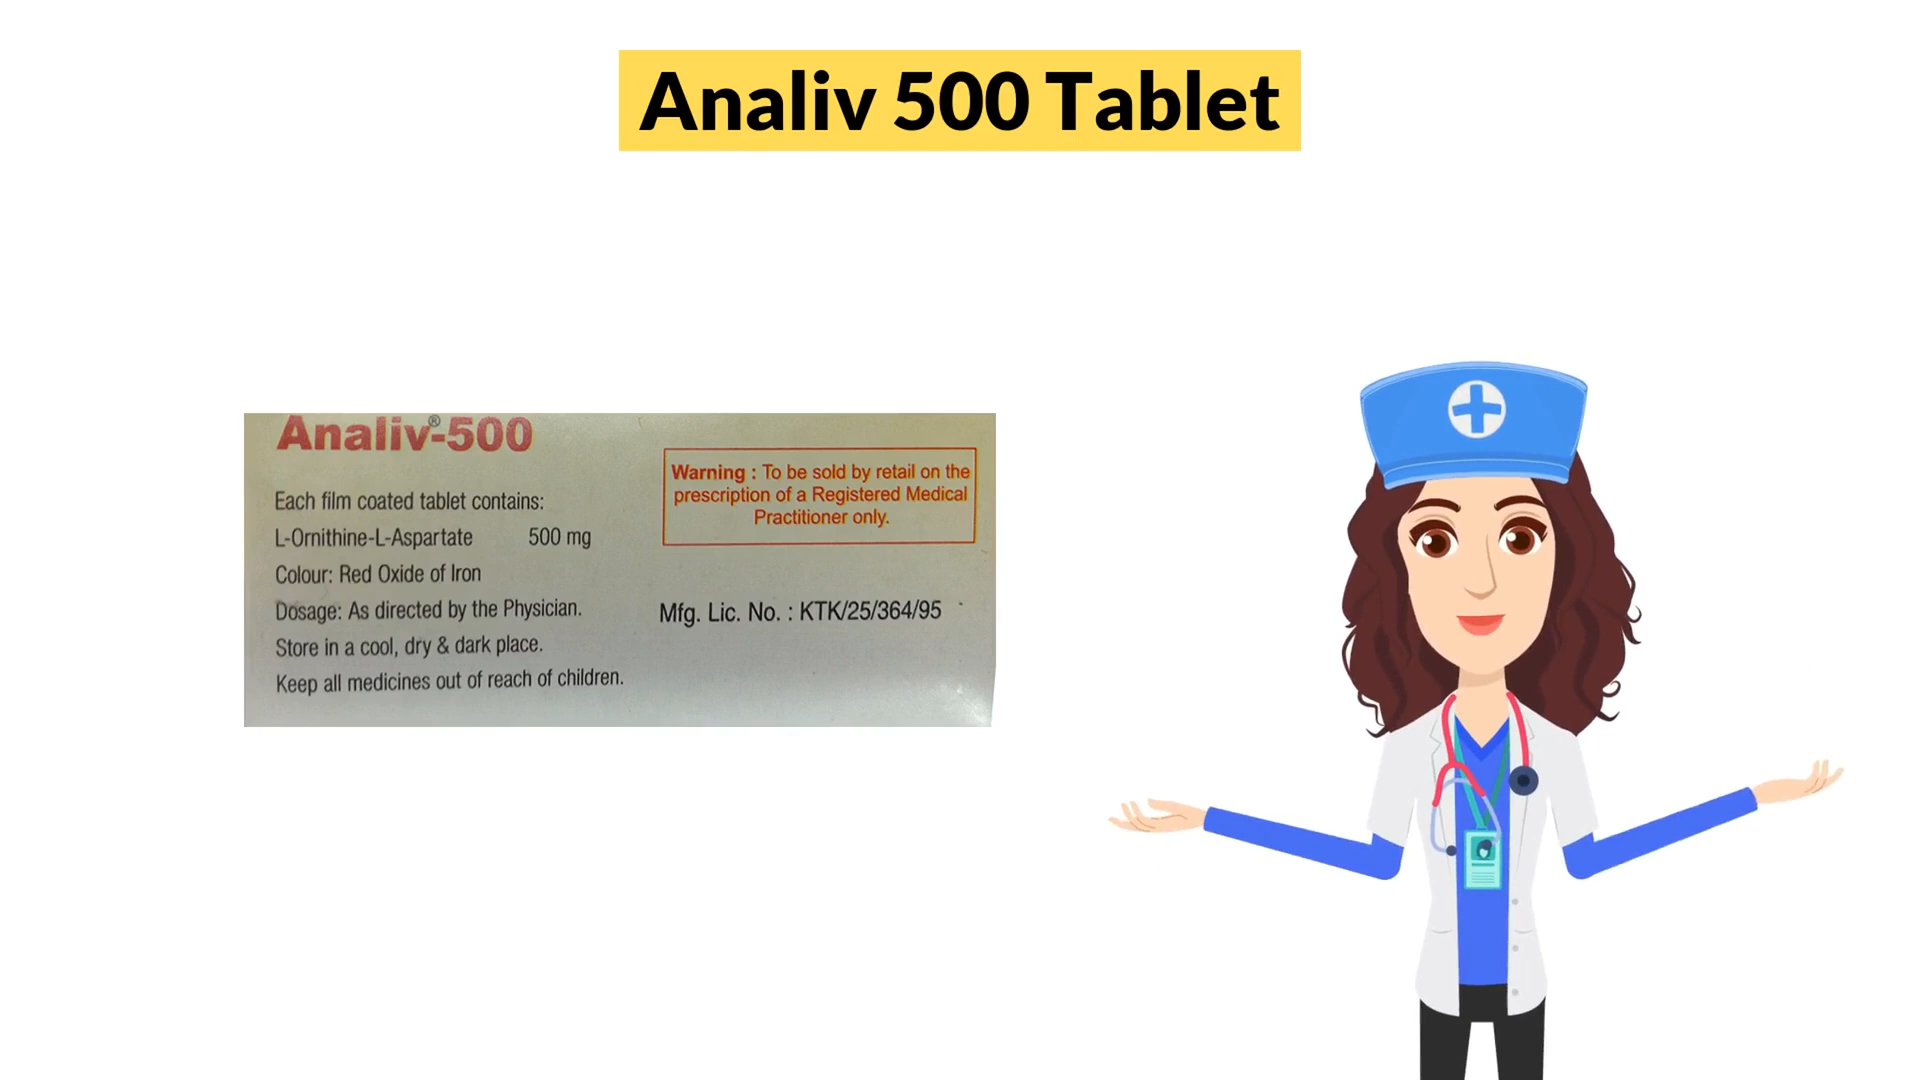 Analiv 500 Tablet
Analiv®-500
Each film coated tablet contains:
L-Ornithine-L-Aspartate 500 mg
Colour: Red Oxide of Iron
Dosage: As directed by the Physician.
Store in a cool, dry & dark place.
Keep all medicines out of reach of children.
Warning : To be sold by retail on the
prescription of a Registered Medical
Practitioner only.
Mfg. Lic. No. : KTK/25/364/95